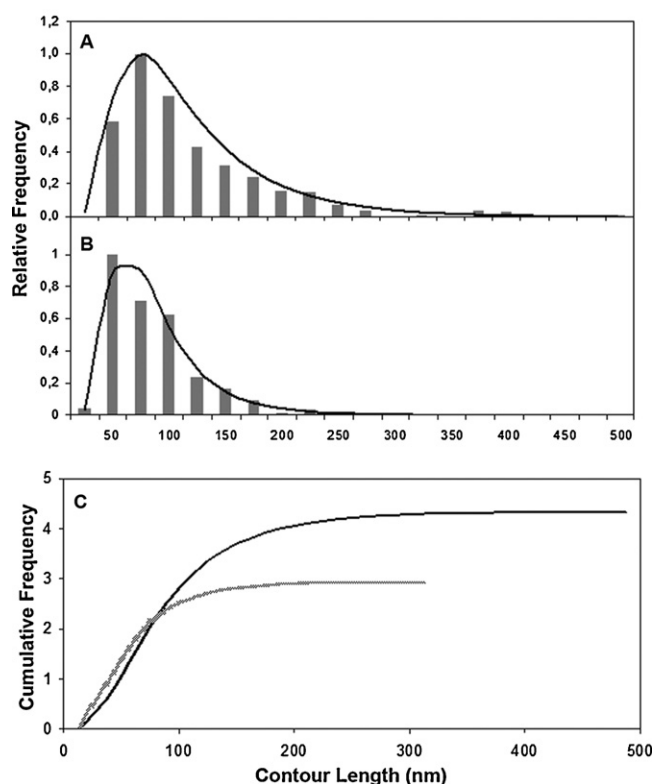 Relative Frequency
A
1,2
1,0
0,8
0,6
0,4
0,2
0,0
B
1
0,8
0,6
0,4
0,2
0
50 100 150 200 250 300 350 400 450 500
Cumulative Frequency
C
5
4
3
2
1
0
0 100 200 300 400 500
Contour Length (nm)